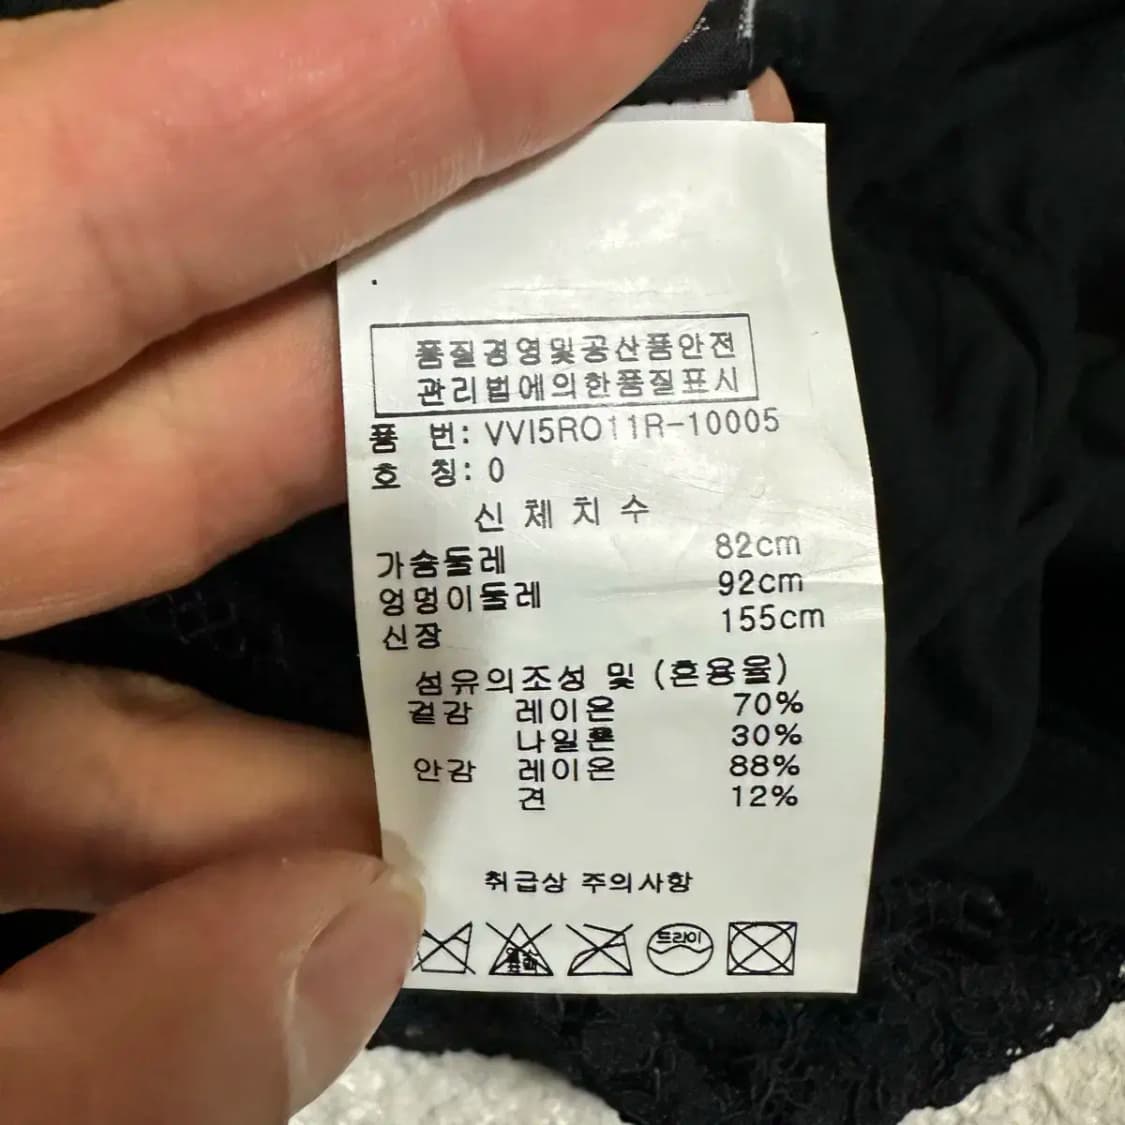 품질경영및공산품안전
관리법에의한품질표시
품 번: VVI5RO11R-10005
호 칭: 0
신체치수
가슴둘레 82cm
엉덩이둘레 92cm
신장 155cm
섬유의조성 및 (혼용율)
겉감 레이온 70%
나일론 30%
안감 레이온 88%
견 12%
취급상 주의사항
드라이